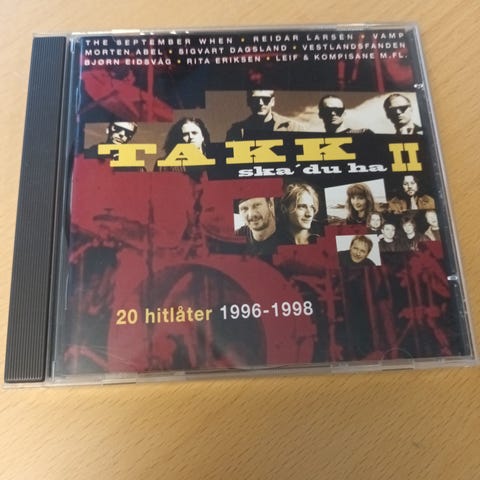 THE SEPTEMBER WHEN • REIDAR LARSEN • VAMP
MORTEN ABEL • SIGVART DAGSLAND • VESTLANDSFANDEN
BJØRN EIDSVÅG • RITA ERIKSEN • LEIF & KOMPISANE M.FL.
TAKK II
ska´du ha
20 hitlåter 1996-1998